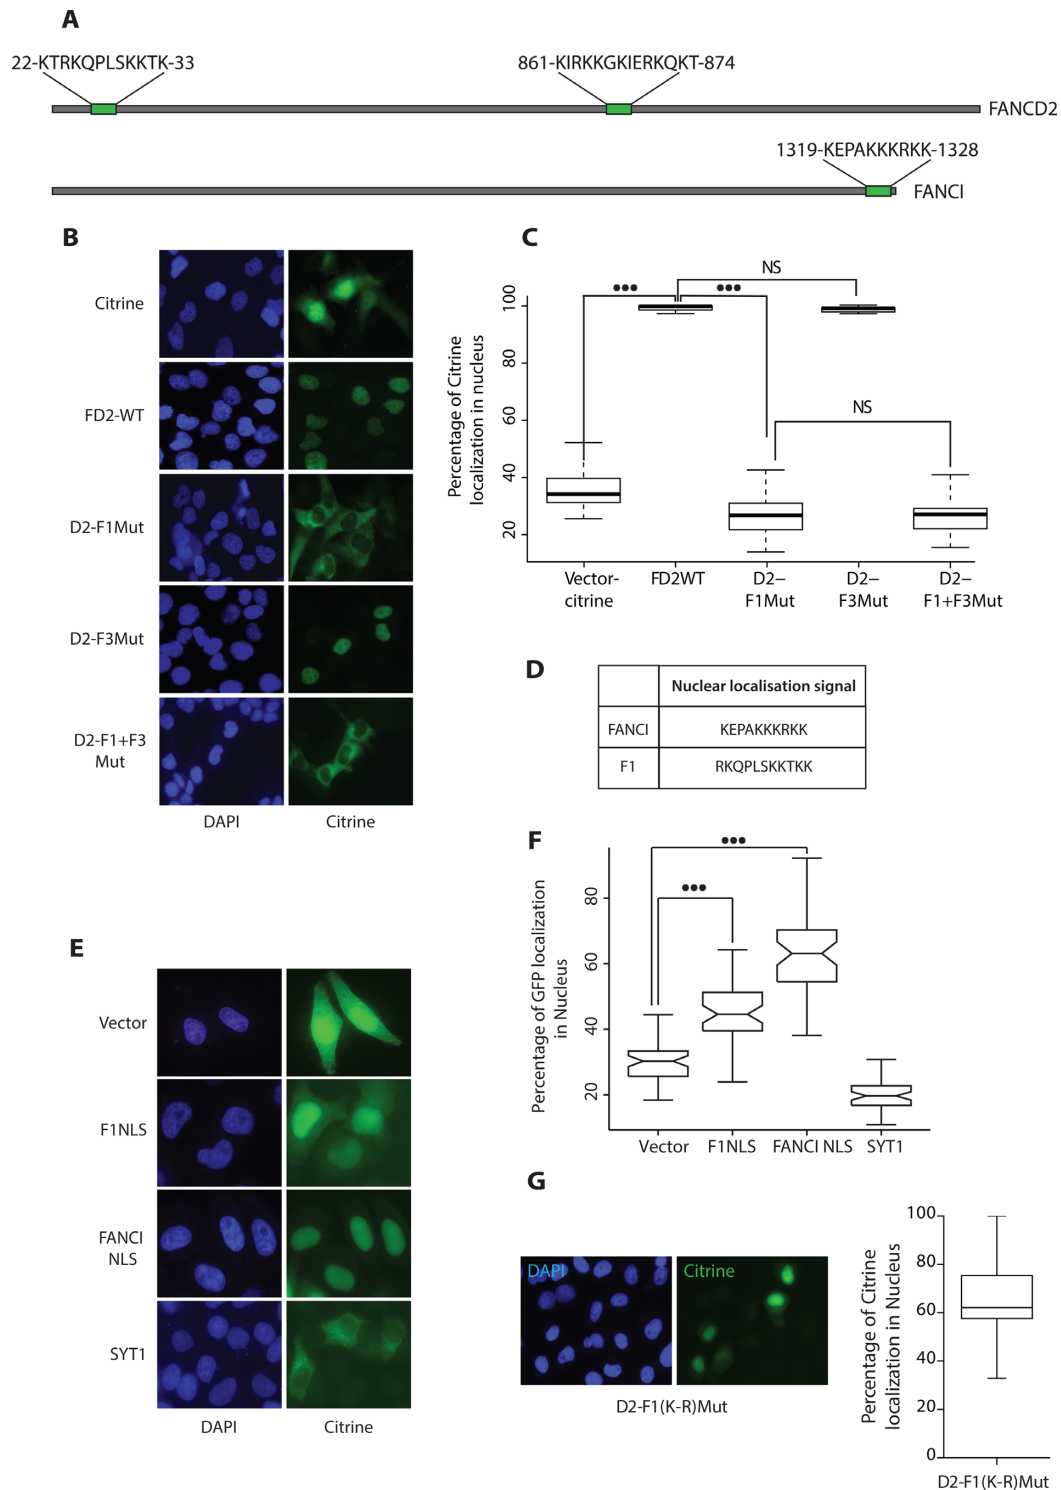 A
22-KTRKQPLSKKTK-33
861-KIRKKGKIERKQKT-874
FANCD2
1319-KEPAKKKRKK-1328
FANCI
B
Citrine
FD2-WT
D2-F1Mut
D2-F3Mut
D2-F1+F3
Mut
DAPI
Citrine
C
Percentage of Citrine
localization in nucleus
100
80
60
40
20
●●●
●●●
NS
NS
Vector-
citrine
FD2WT
D2–
F1Mut
D2–
F3Mut
D2–
F1+F3Mut
D
Nuclear localisation signal
FANCI
KEPAKKKRKK
F1
RKQPLSKKTKK
E
Vector
F1NLS
FANCI
NLS
SYT1
DAPI
Citrine
F
Percentage of GFP localization
in Nucleus
80
60
40
20
●●●
●●●
Vector
F1NLS
FANCI NLS
SYT1
G
DAPI
Citrine
D2-F1(K-R)Mut
Percentage of Citrine
localization in Nucleus
100
80
60
40
20
0
D2-F1(K-R)Mut